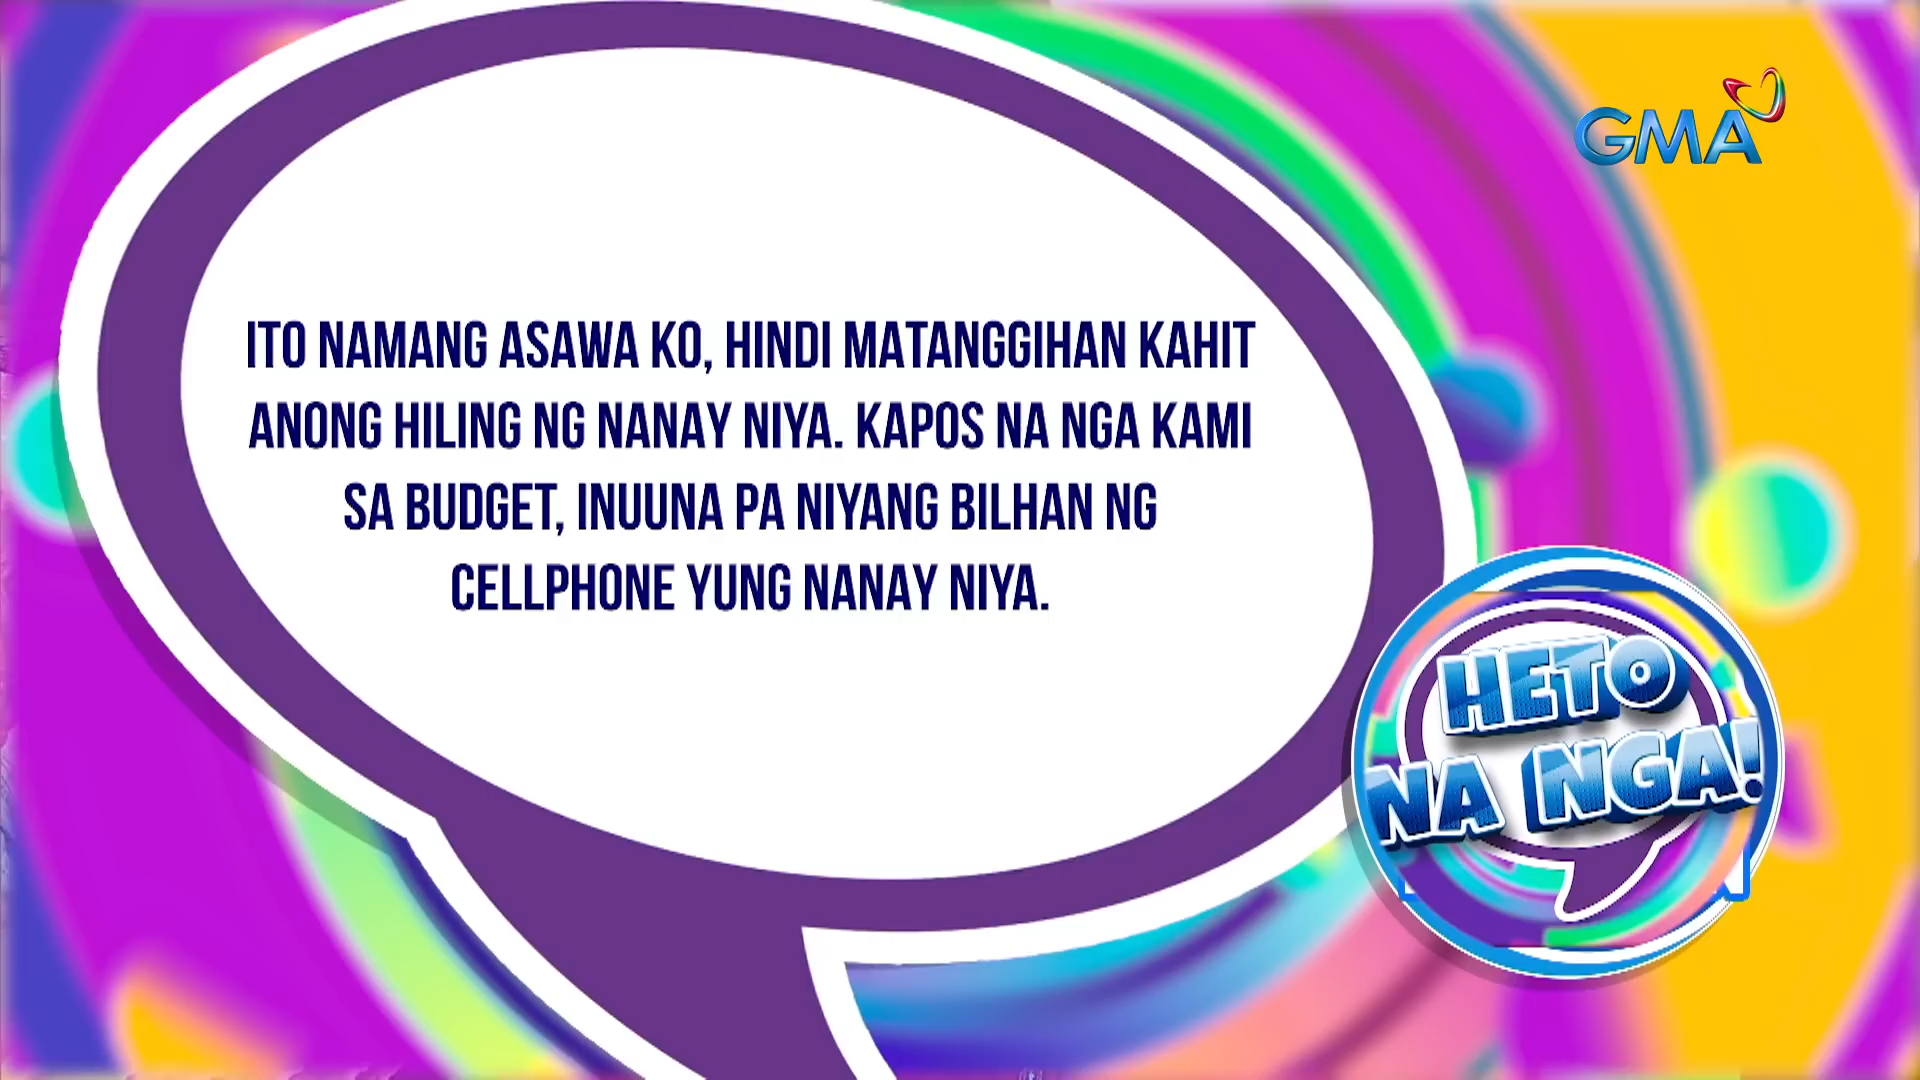 GMA
ITO NAMANG ASAWA KO, HINDI MATANGGIHAN KAHIT
ANONG HILING NG NANAY NIYA. KAPOS NA NGA KAMI
SA BUDGET, INUUNA PA NIYANG BILHAN NG
CELLPHONE YUNG NANAY NIYA.
HETO
NA NGA!